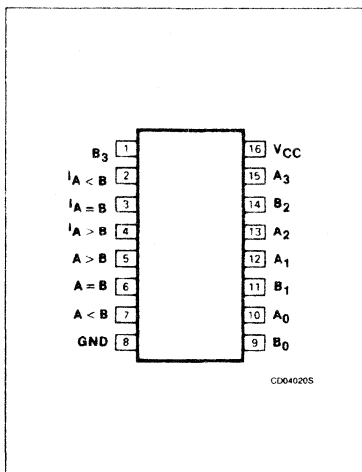 B3 1 16 VCC
IA < B 2 15 A3
IA = B 3 14 B2
IA > B 4 13 A2
A > B 5 12 A1
A = B 6 11 B1
A < B 7 10 A0
GND 8 9 B0
CD04020S